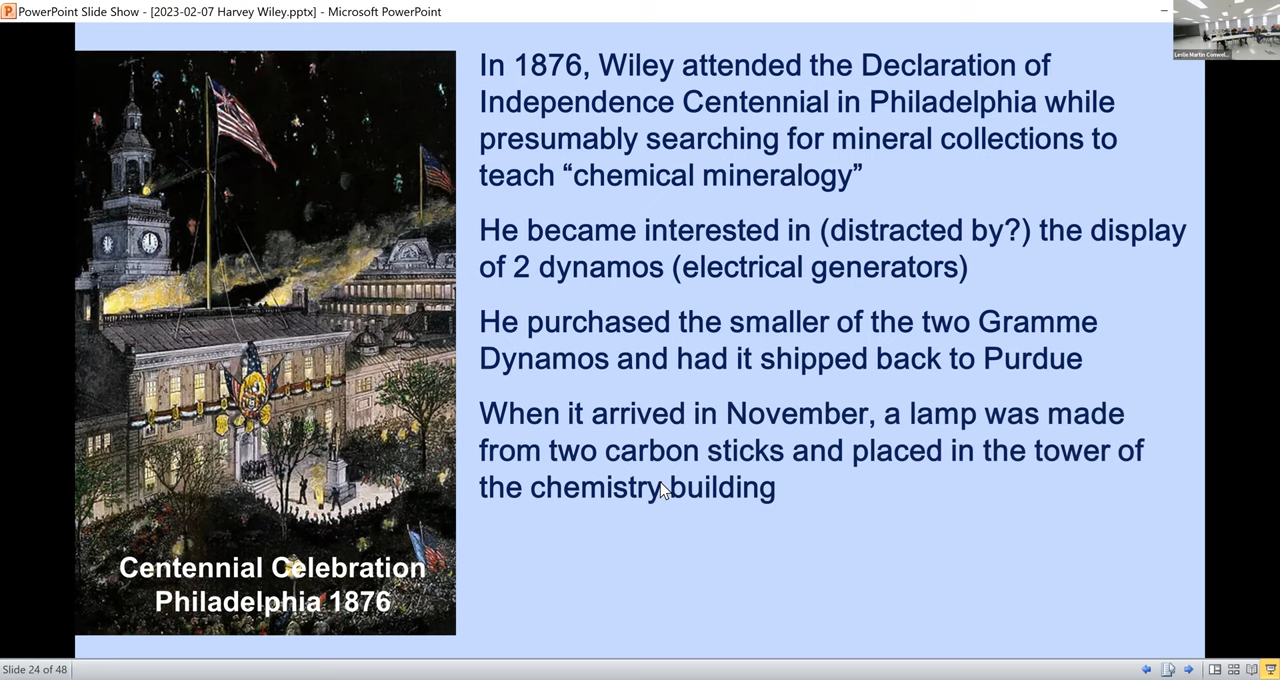 PowerPoint Slide Show - [2023-02-07 Harvey Wiley.pptx] - Microsoft PowerPoint
Leslie Martin Conwel...
In 1876, Wiley attended the Declaration of
Independence Centennial in Philadelphia while
presumably searching for mineral collections to
teach “chemical mineralogy”
He became interested in (distracted by?) the display
of 2 dynamos (electrical generators)
He purchased the smaller of the two Gramme
Dynamos and had it shipped back to Purdue
When it arrived in November, a lamp was made
from two carbon sticks and placed in the tower of
the chemistry building
Centennial Celebration
Philadelphia 1876
Slide 24 of 48